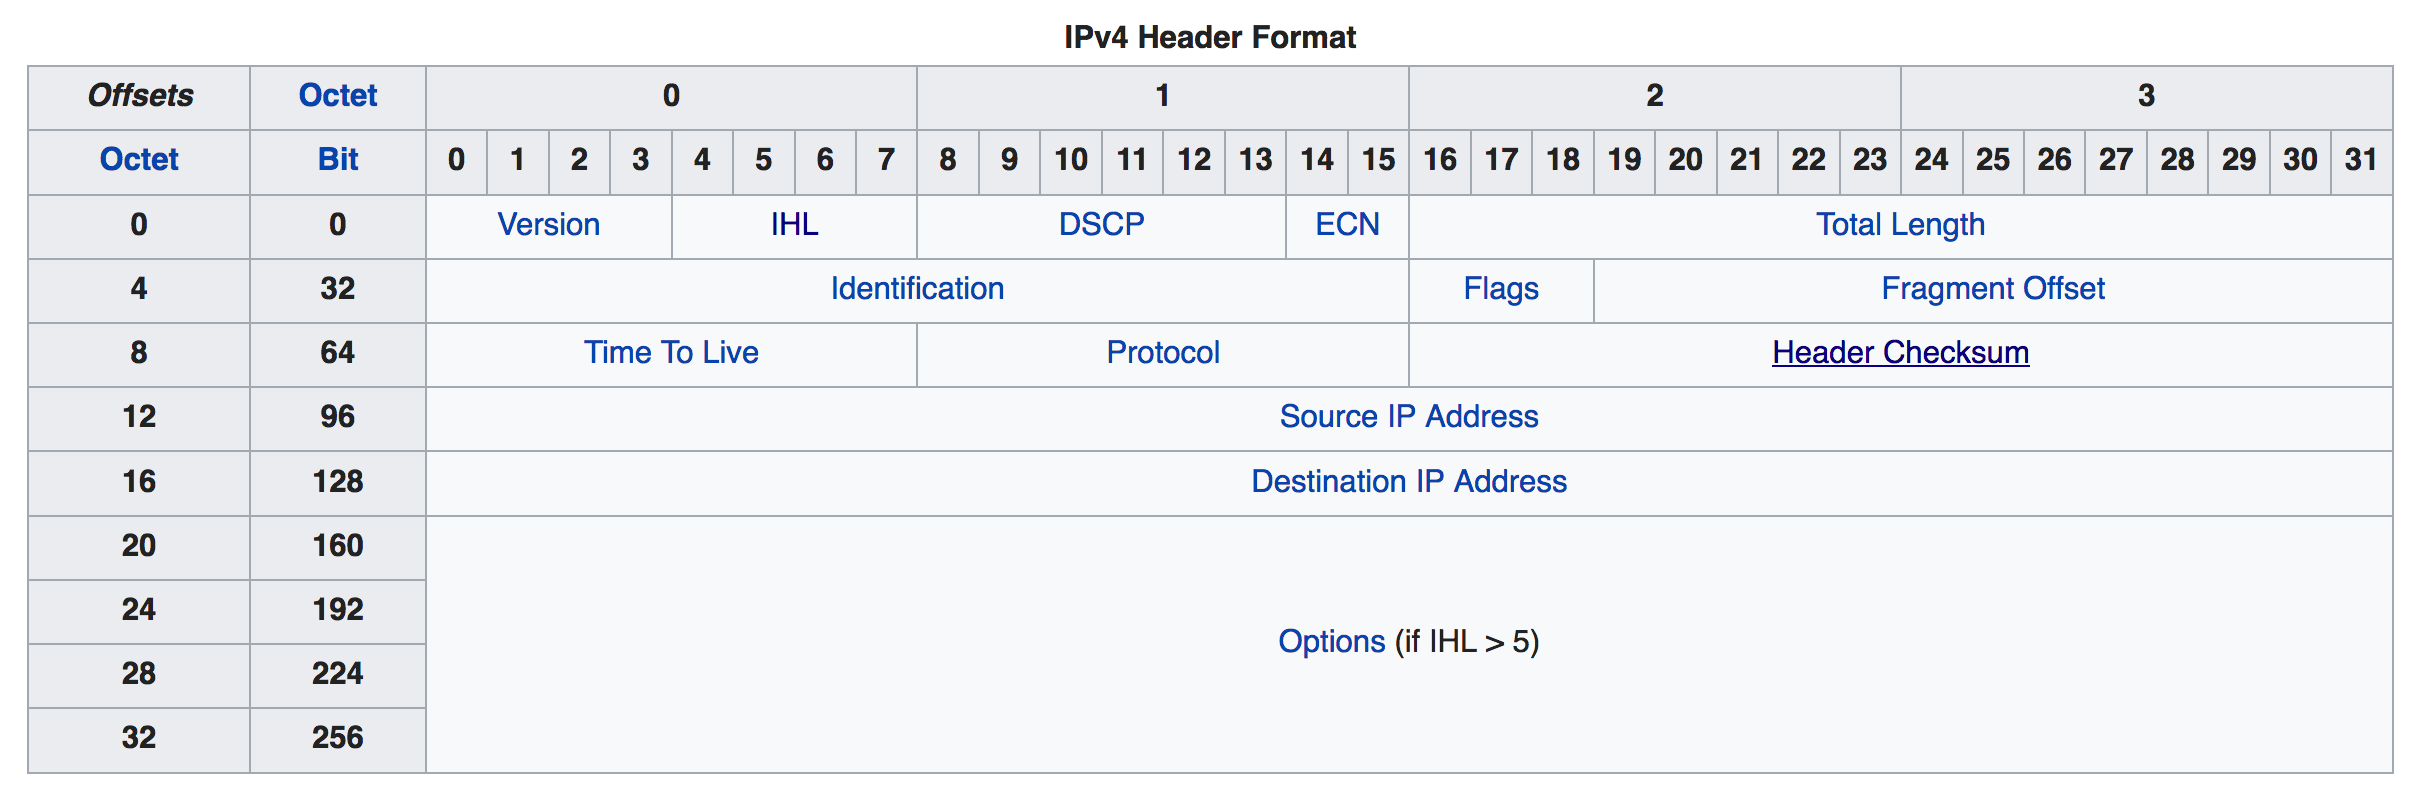 IPv4 Header Format
Offsets Octet 0 1 2 3
Octet Bit 0 1 2 3 4 5 6 7 8 9 10 11 12 13 14 15 16 17 18 19 20 21 22 23 24 25 26 27 28 29 30 31
0 0 Version IHL DSCP ECN Total Length
4 32 Identification Flags Fragment Offset
8 64 Time To Live Protocol Header Checksum
12 96 Source IP Address
16 128 Destination IP Address
20 160
24 192
Options (if IHL > 5)
28 224
32 256